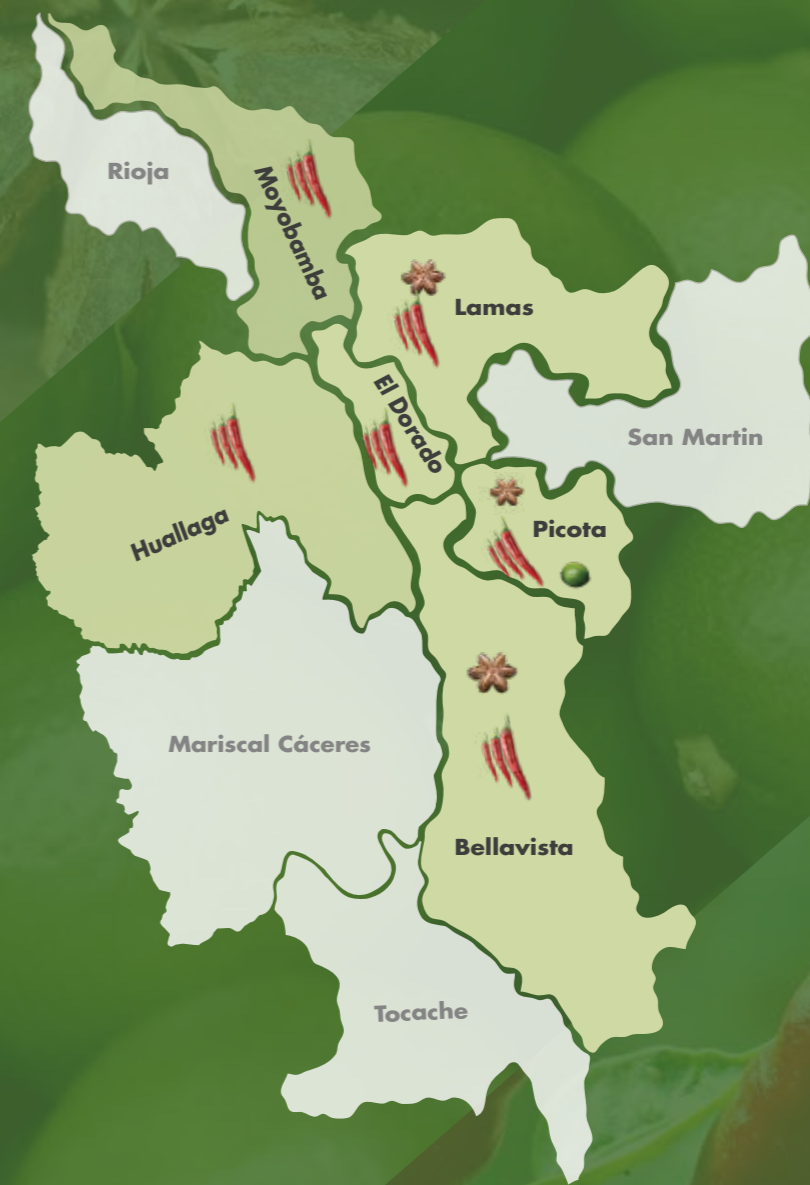 Rioja
Moyobamba
Lamas
El Dorado
San Martin
Huallaga
Picota
Mariscal Cáceres
Bellavista
Tocache